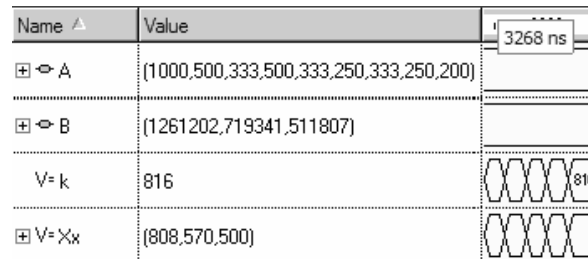 Name Value
3268 ns
A (1000,500,333,500,333,250,333,250,200)
B (1261202,719341,511807)
V= k 816
V= Xx (808,570,500)